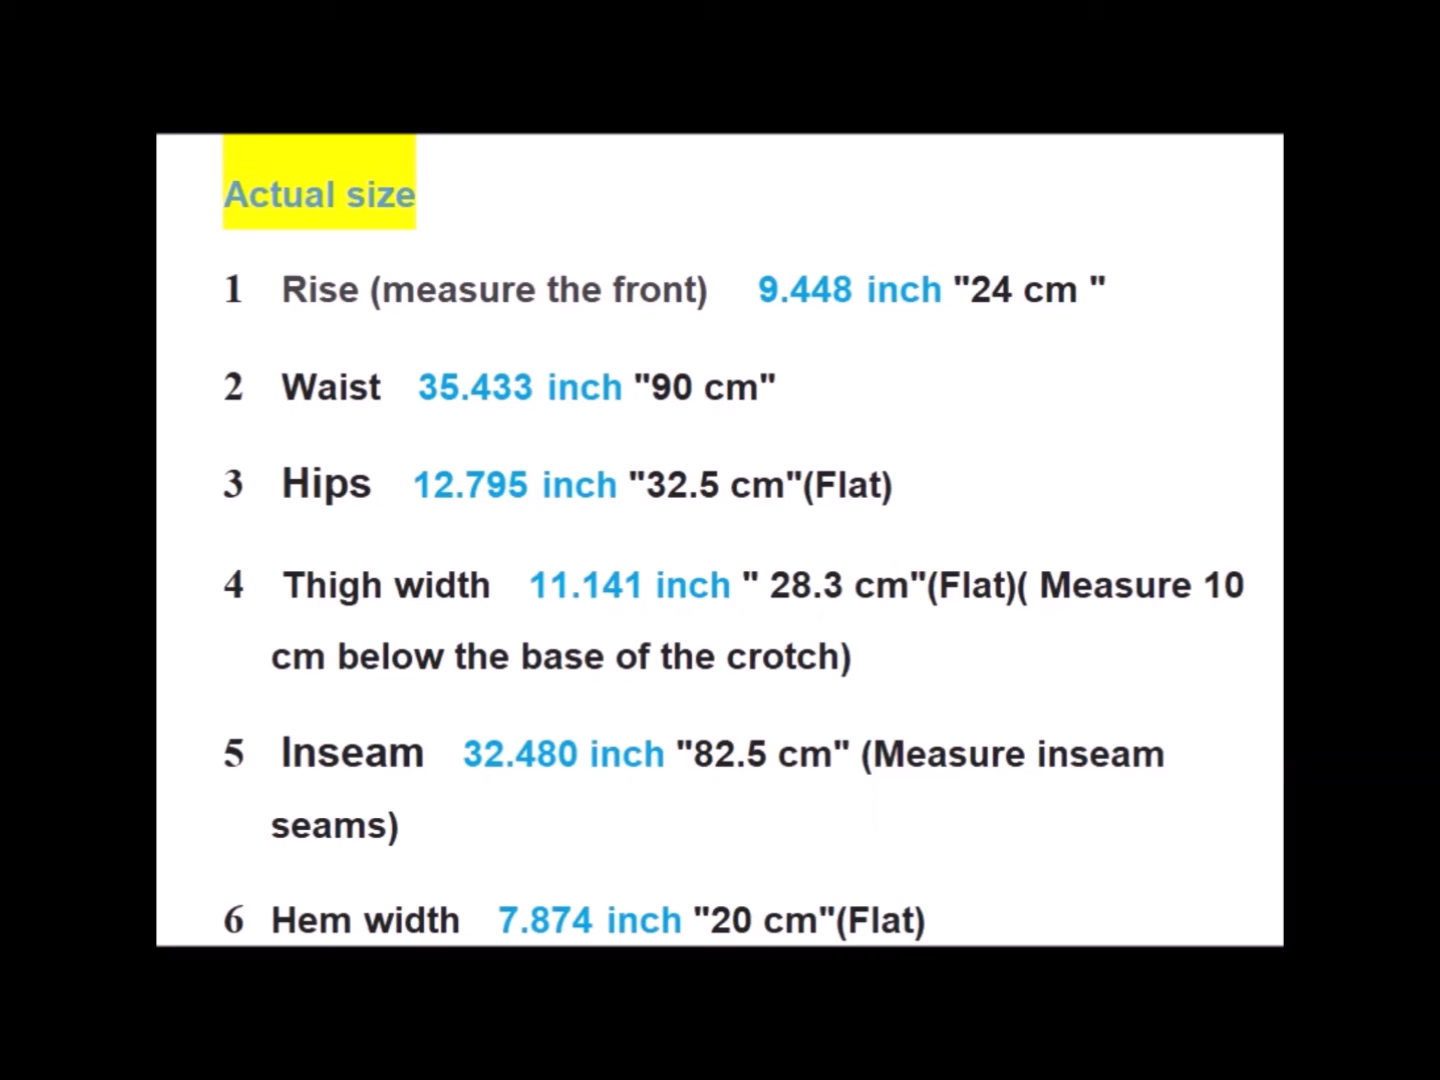 Actual size
1 Rise (measure the front) 9.448 inch "24 cm "
2 Waist 35.433 inch "90 cm"
3 Hips 12.795 inch "32.5 cm"(Flat)
4 Thigh width 11.141 inch " 28.3 cm"(Flat)( Measure 10
cm below the base of the crotch)
5 Inseam 32.480 inch "82.5 cm" (Measure inseam
seams)
6 Hem width 7.874 inch "20 cm"(Flat)